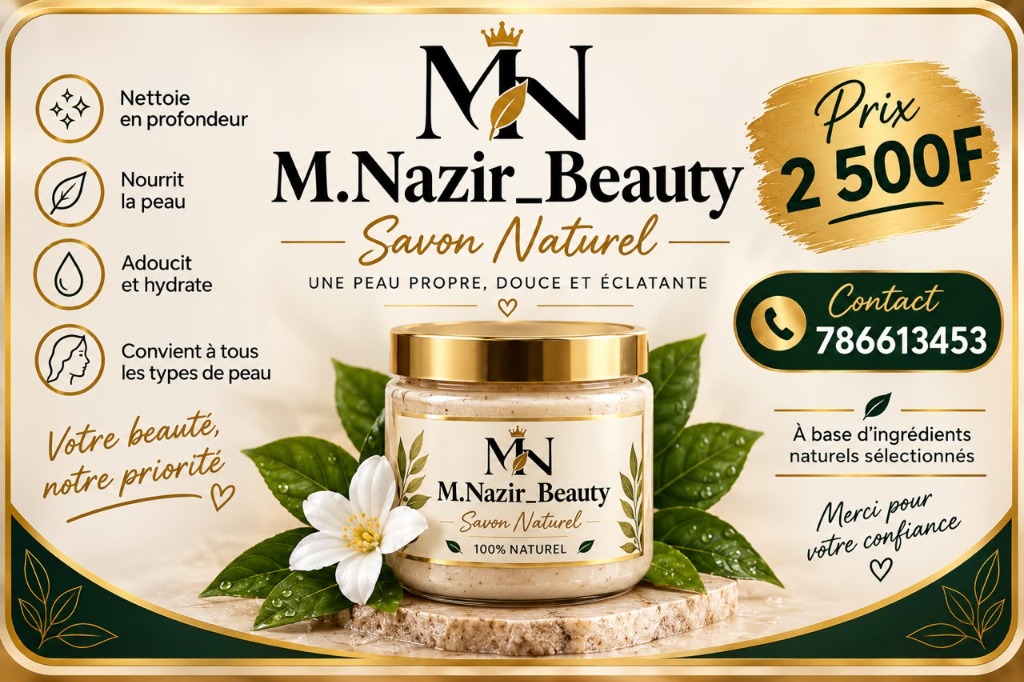 MN
M.Nazir_Beauty
Savon Naturel
UNE PEAU PROPRE, DOUCE ET ÉCLATANTE
Nettoie
en profondeur
Nourrit
la peau
Adoucit
et hydrate
Convient à tous
les types de peau
Votre beauté,
notre priorité
Prix
2 500F
Contact
786613453
À base d'ingrédients
naturels sélectionnés
Merci pour
votre confiance
MN
M.Nazir_Beauty
Savon Naturel
100% NATUREL